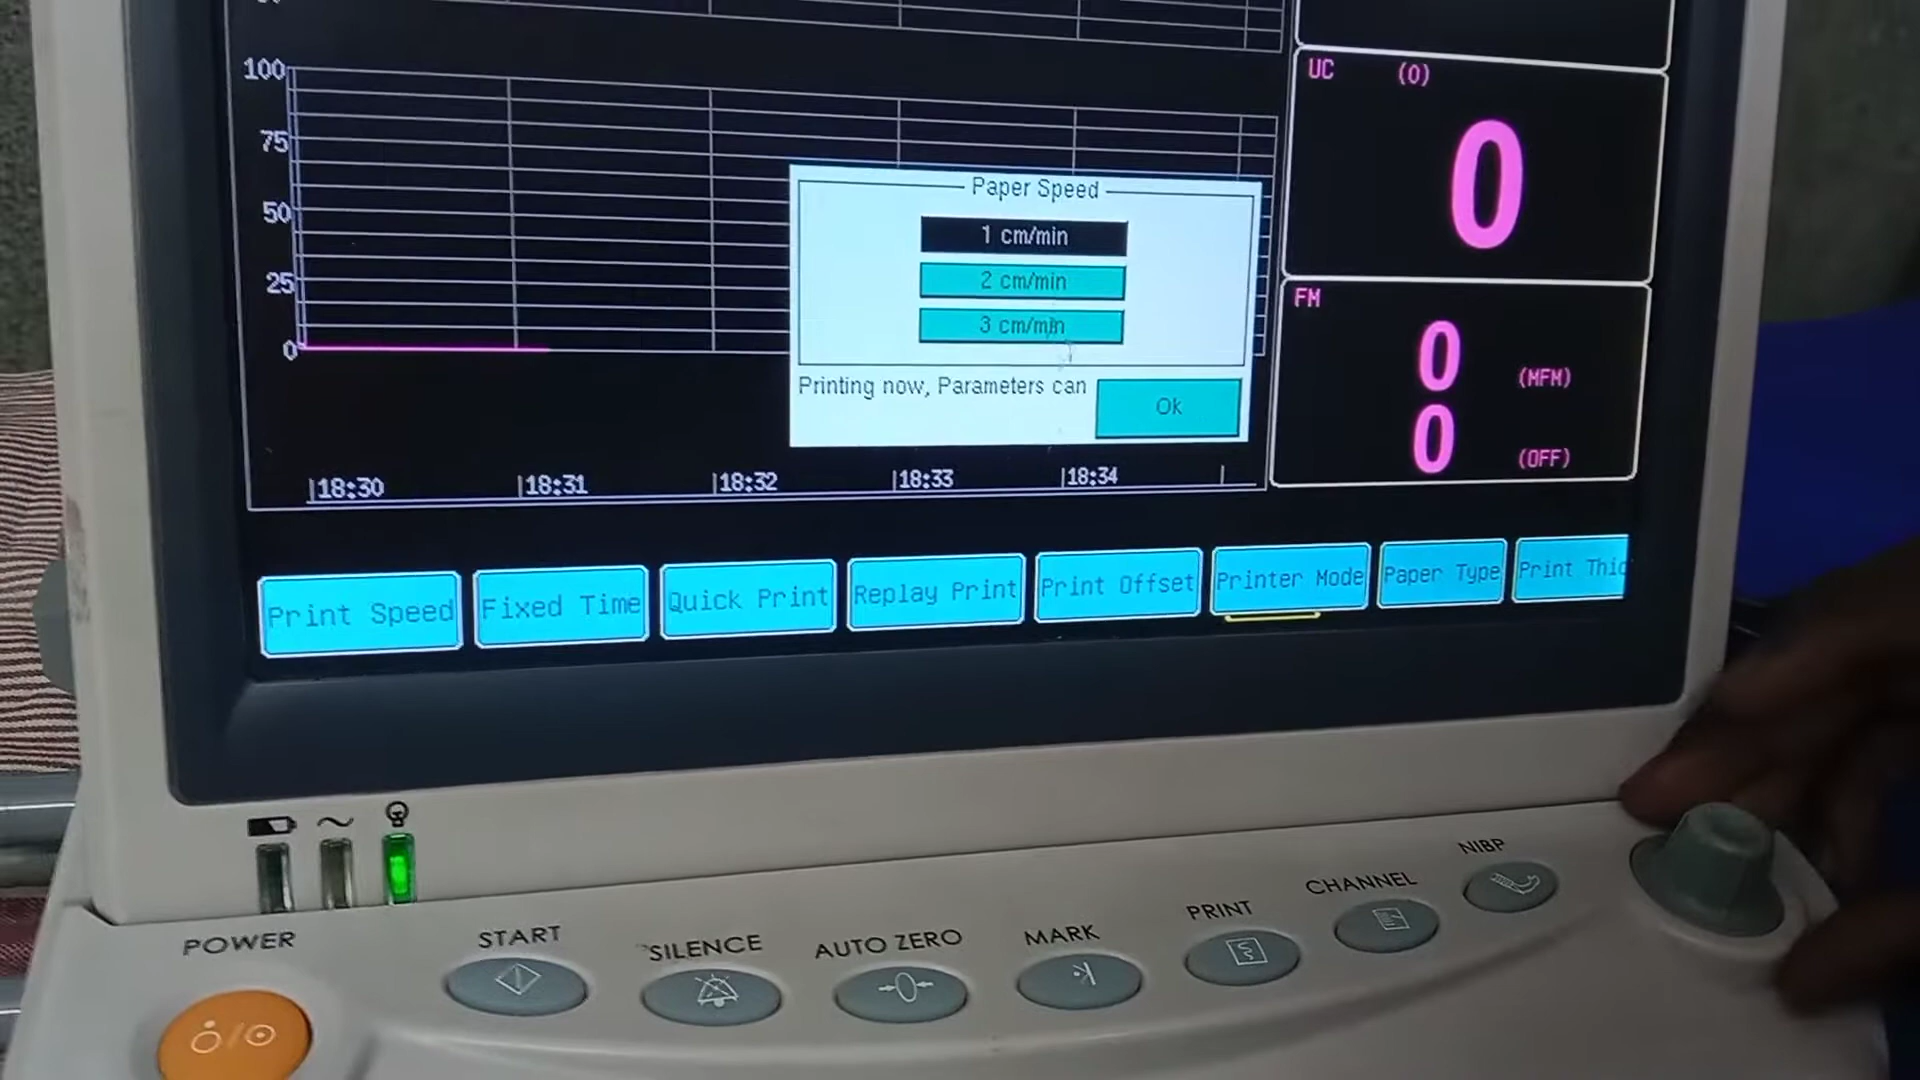 100
75
50
25
0
UC (0)
0
Paper Speed
1 cm/min
2 cm/min
3 cm/min
Printing now, Parameters can
Ok
FM
0 (MFM)
0 (OFF)
18:30 18:31 18:32 18:33 18:34
Print Speed Fixed Time Quick Print Replay Print Print Offset Printer Mode Paper Type Print Thic
POWER START SILENCE AUTO ZERO MARK PRINT CHANNEL NIBP